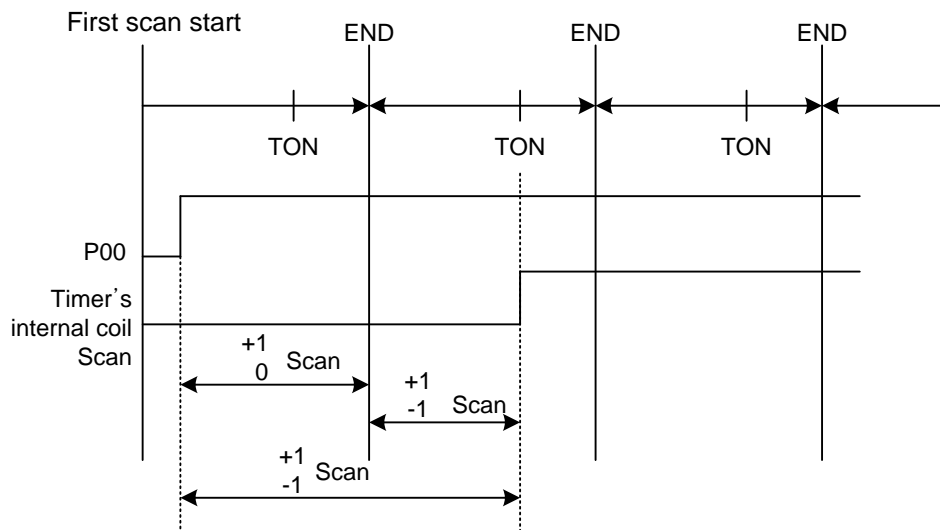 First scan start
END
END
END
TON
TON
TON
P00
Timer's
internal coil
Scan
+1
0 Scan
+1
-1 Scan
+1
-1 Scan